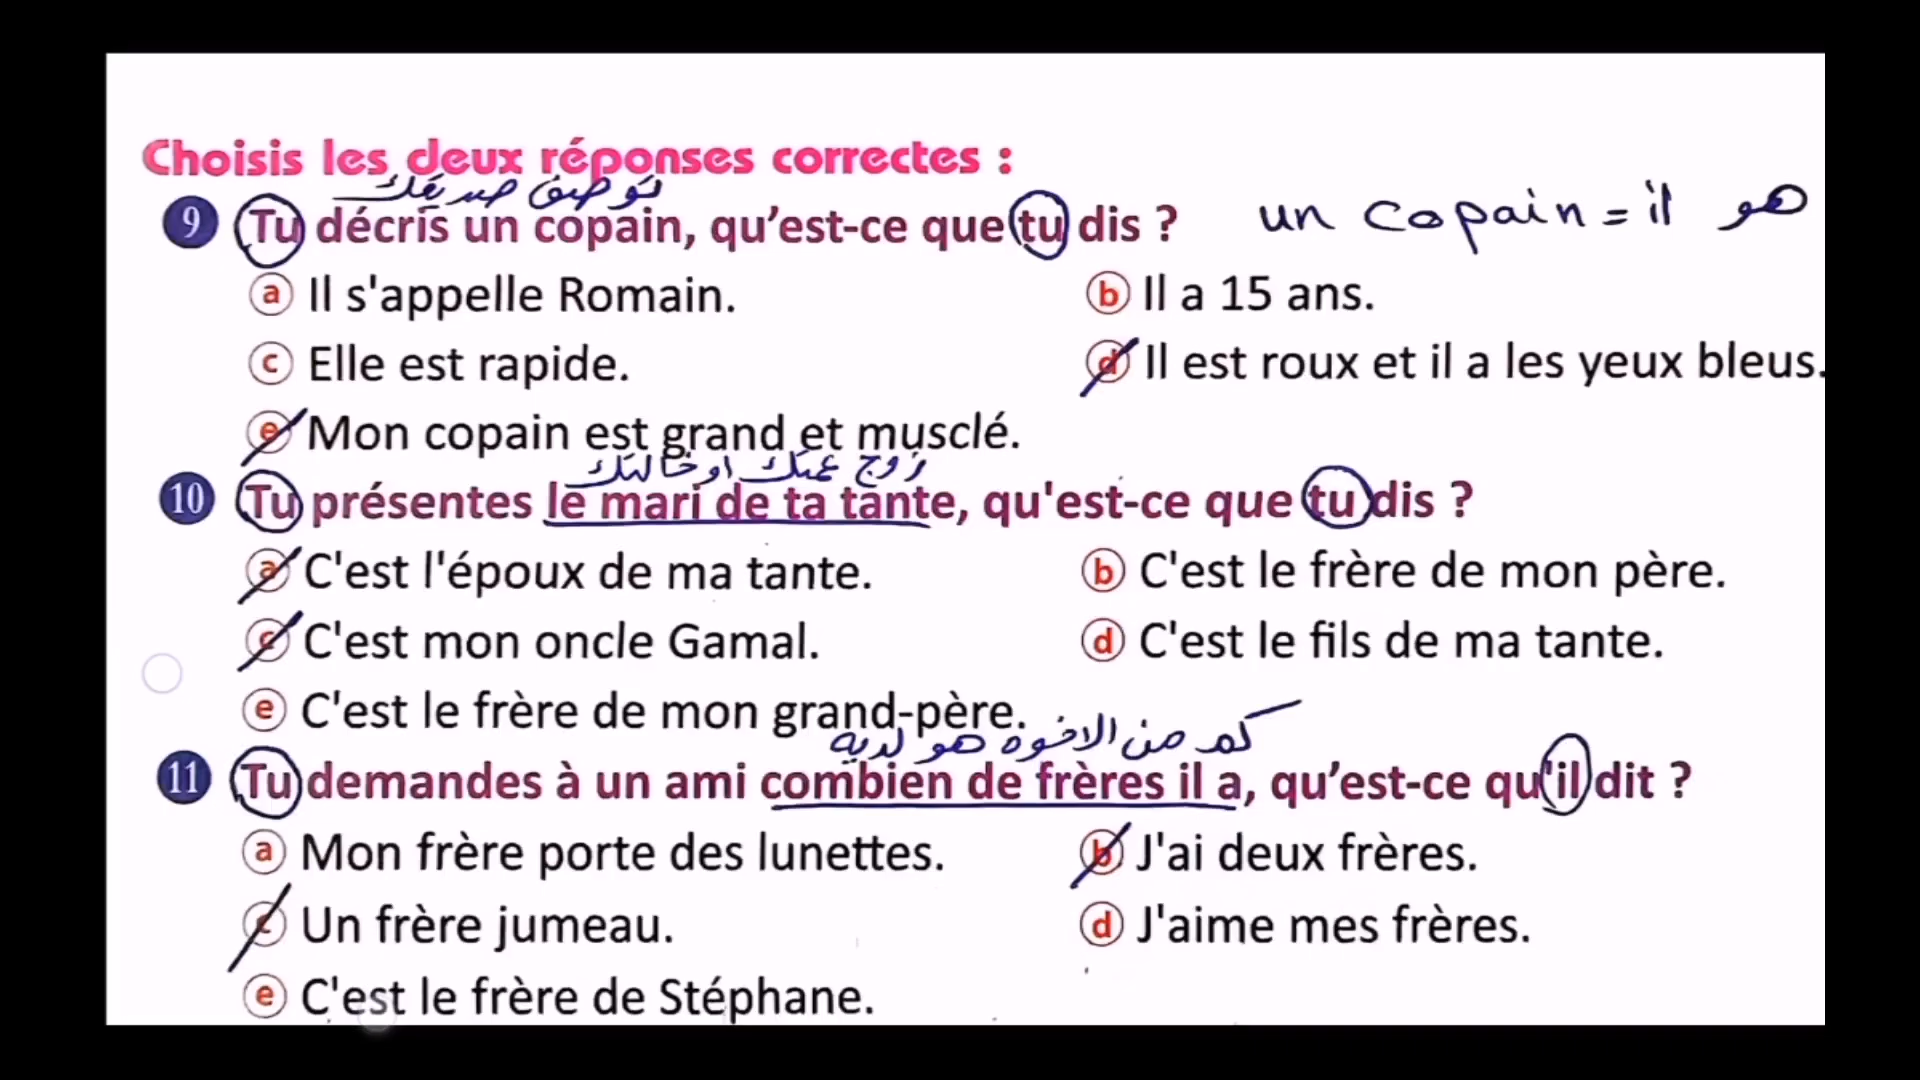 Choisis les deux réponses correctes :
توصف صديقك
9 Tu décris un copain, qu'est-ce que tu dis ? un copain = il هو
a Il s'appelle Romain. b Il a 15 ans.
c Elle est rapide. d Il est roux et il a les yeux bleus.
e Mon copain est grand et musclé.
زوج عمتك او خالتك
10 Tu présentes le mari de ta tante, qu'est-ce que tu dis ?
a C'est l'époux de ma tante. b C'est le frère de mon père.
c C'est mon oncle Gamal. d C'est le fils de ma tante.
e C'est le frère de mon grand-père.
كم من الاخوه هو لديه
11 Tu demandes à un ami combien de frères il a, qu'est-ce qu'il dit ?
a Mon frère porte des lunettes. b J'ai deux frères.
c Un frère jumeau. d J'aime mes frères.
e C'est le frère de Stéphane.